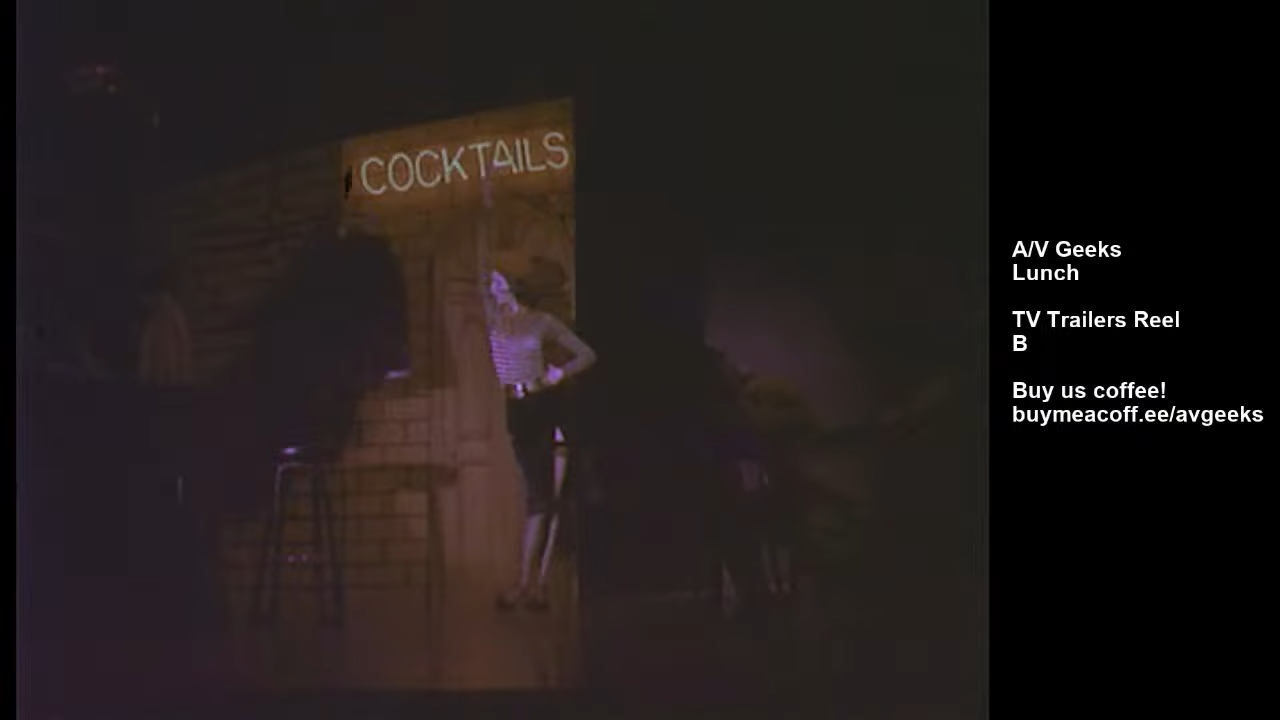 COCKTAILS
A/V Geeks
Lunch
TV Trailers Reel
B
Buy us coffee!
buymeacoff.ee/avgeeks